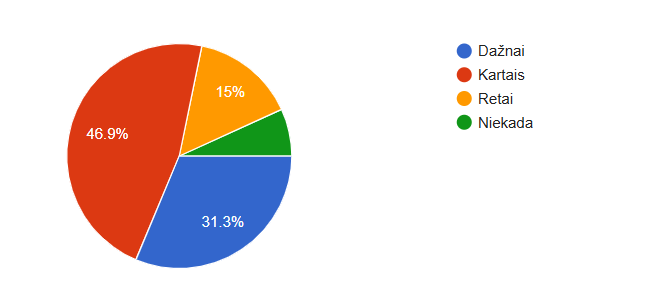 46.9%
15%
31.3%
Dažnai
Kartais
Retai
Niekada